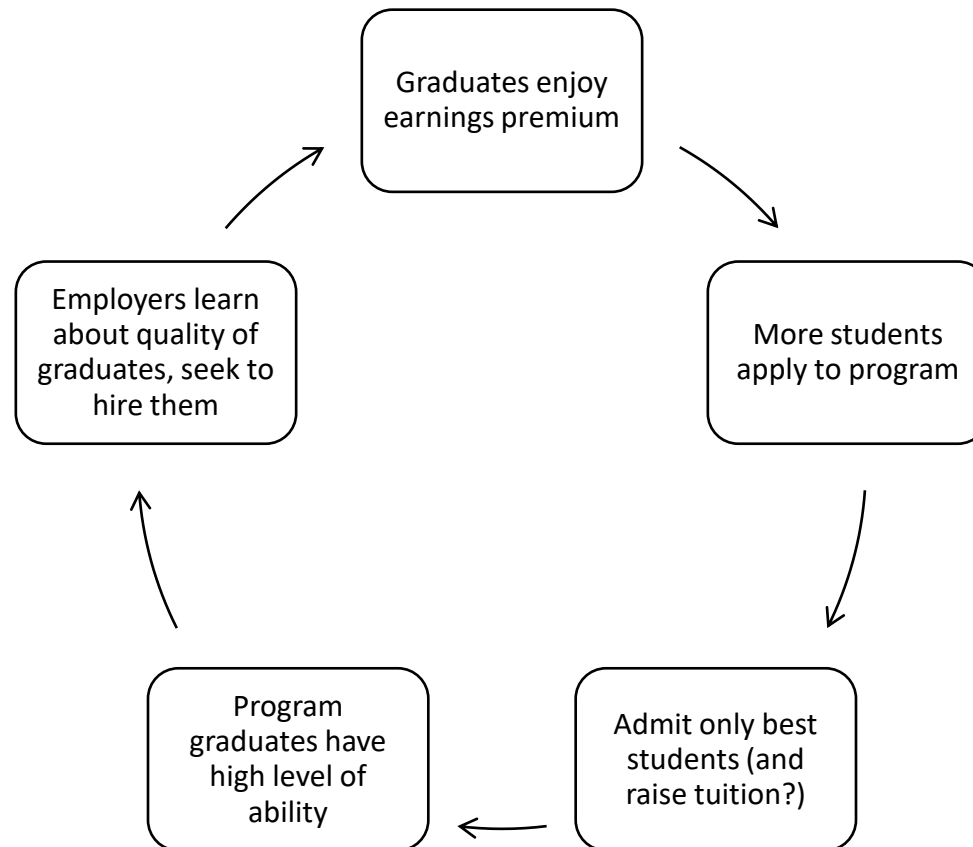 Graduates enjoy
earnings premium
More students
apply to program
Admit only best
students (and
raise tuition?)
Program
graduates have
high level of
ability
Employers learn
about quality of
graduates, seek to
hire them